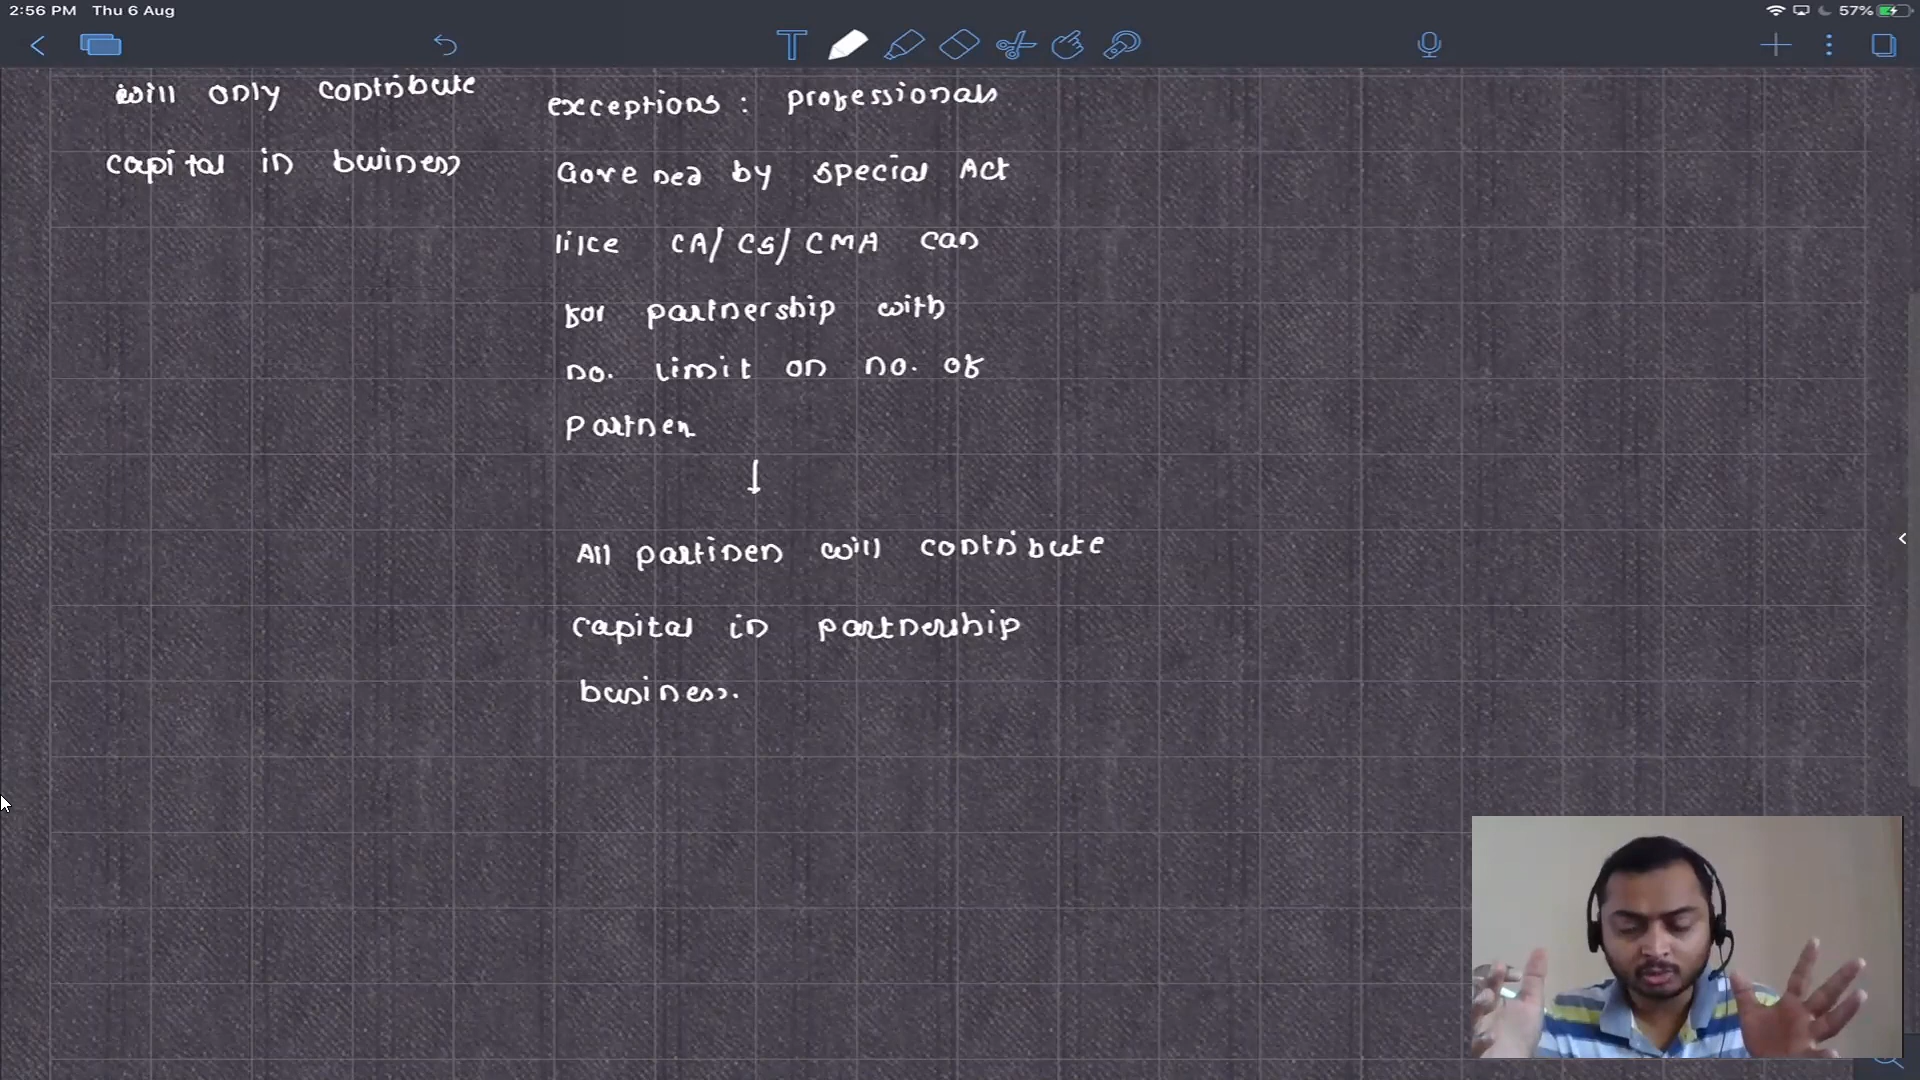 2:56 PM Thu 6 Aug
57%
T
will only contribute
capital in business
exceptions : professionals
Governed by special Act
like CA/ CS/ CMA can
for partnership with
no. limit on no. of
partners
All partners will contribute
capital in partnership
business.